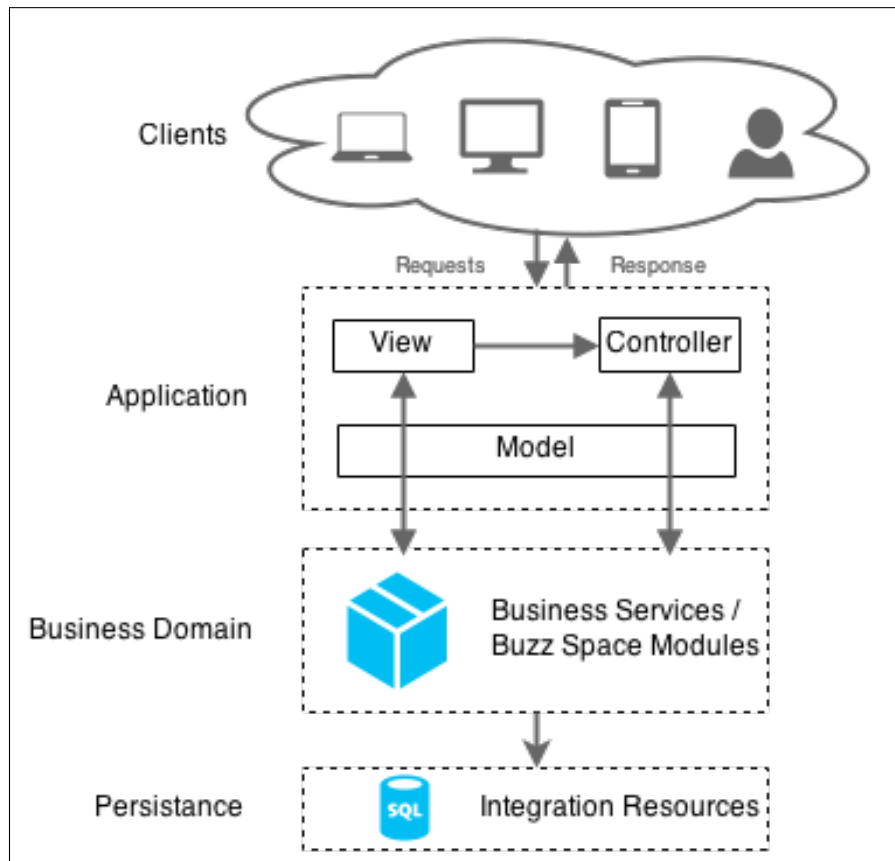 Clients
Requests
Response
View
Controller
Application
Model
Business Domain
Business Services /
Buzz Space Modules
Persistance
SQL
Integration Resources